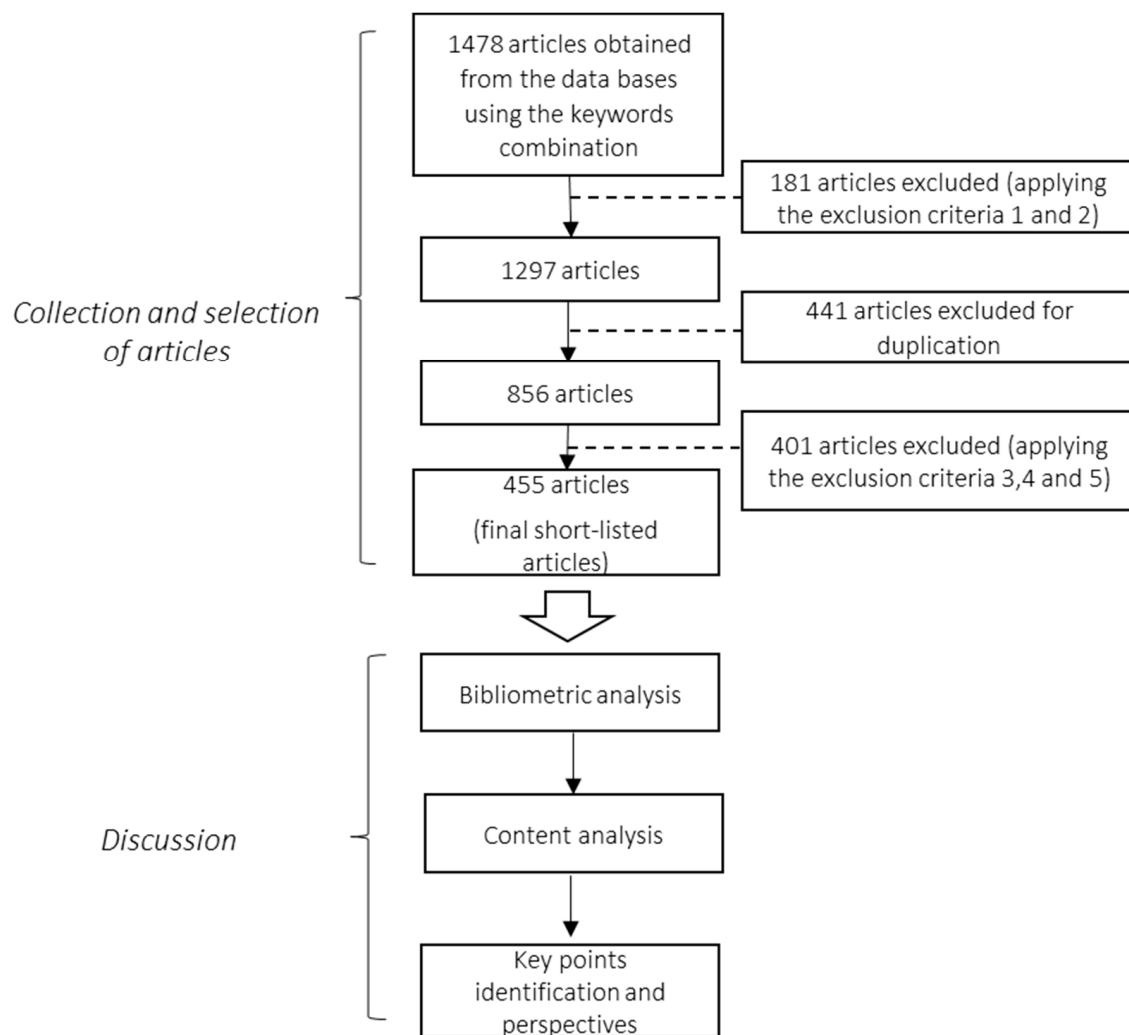 1478 articles obtained
from the data bases
using the keywords
combination
181 articles excluded (applying
the exclusion criteria 1 and 2)
1297 articles
Collection and selection
of articles
441 articles excluded for
duplication
856 articles
401 articles excluded (applying
the exclusion criteria 3,4 and 5)
455 articles
(final short-listed
articles)
Bibliometric analysis
Discussion
Content analysis
Key points
identification and
perspectives